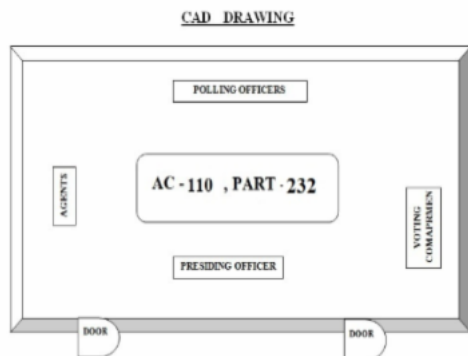 CAD DRAWING
POLLING OFFICERS
AGENTS
AC - 110 , PART - 232
VOTING
COMAPRMEN
PRESIDING OFFICER
DOOR
DOOR